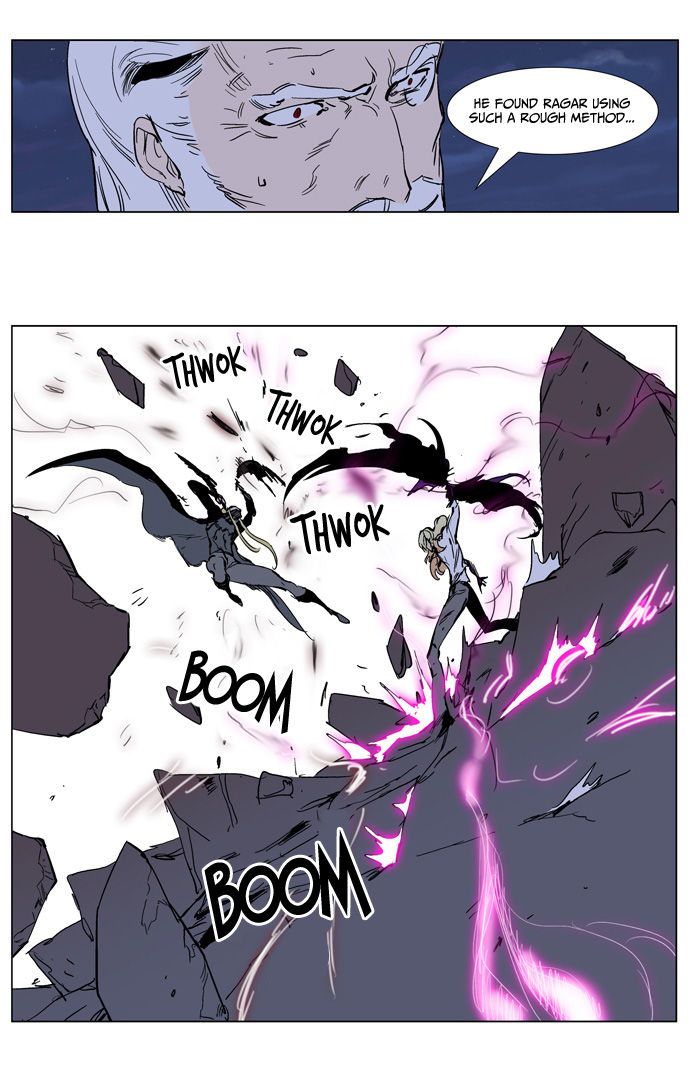 HE FOUND RAGAR USING
SUCH A ROUGH METHOD...
THWOK
THWOK
THWOK
BOOM
BOOM